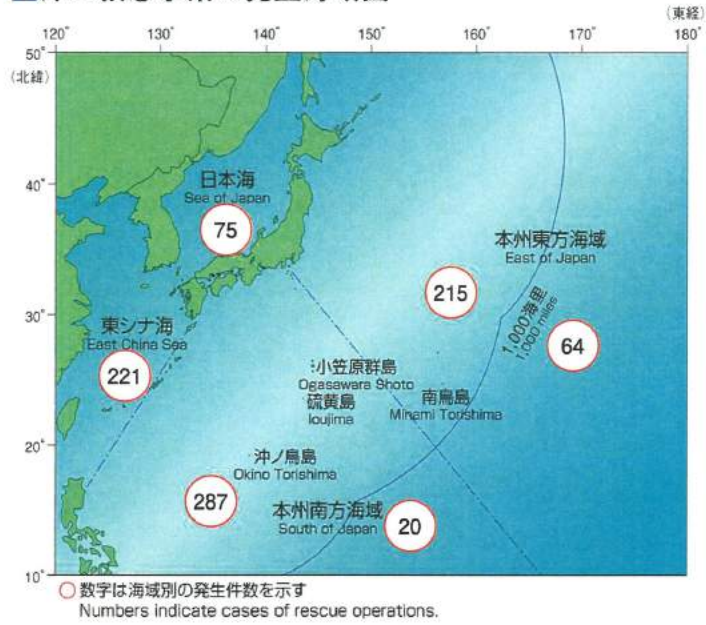 (東経)
120° 130° 140° 150° 160° 170° 180°
50°
(北緯)
40°
30°
20°
10°
日本海
Sea of Japan
75
本州東方海域
East of Japan
215
1,000海里
1,000 miles
64
東シナ海
East China Sea
221
小笠原群島
Ogasawara Shoto
硫黄島
Ioujima
南鳥島
Minami Torishima
沖ノ鳥島
Okino Torishima
287
本州南方海域
South of Japan
20
数字は海域別の発生件数を示す
Numbers indicate cases of rescue operations.